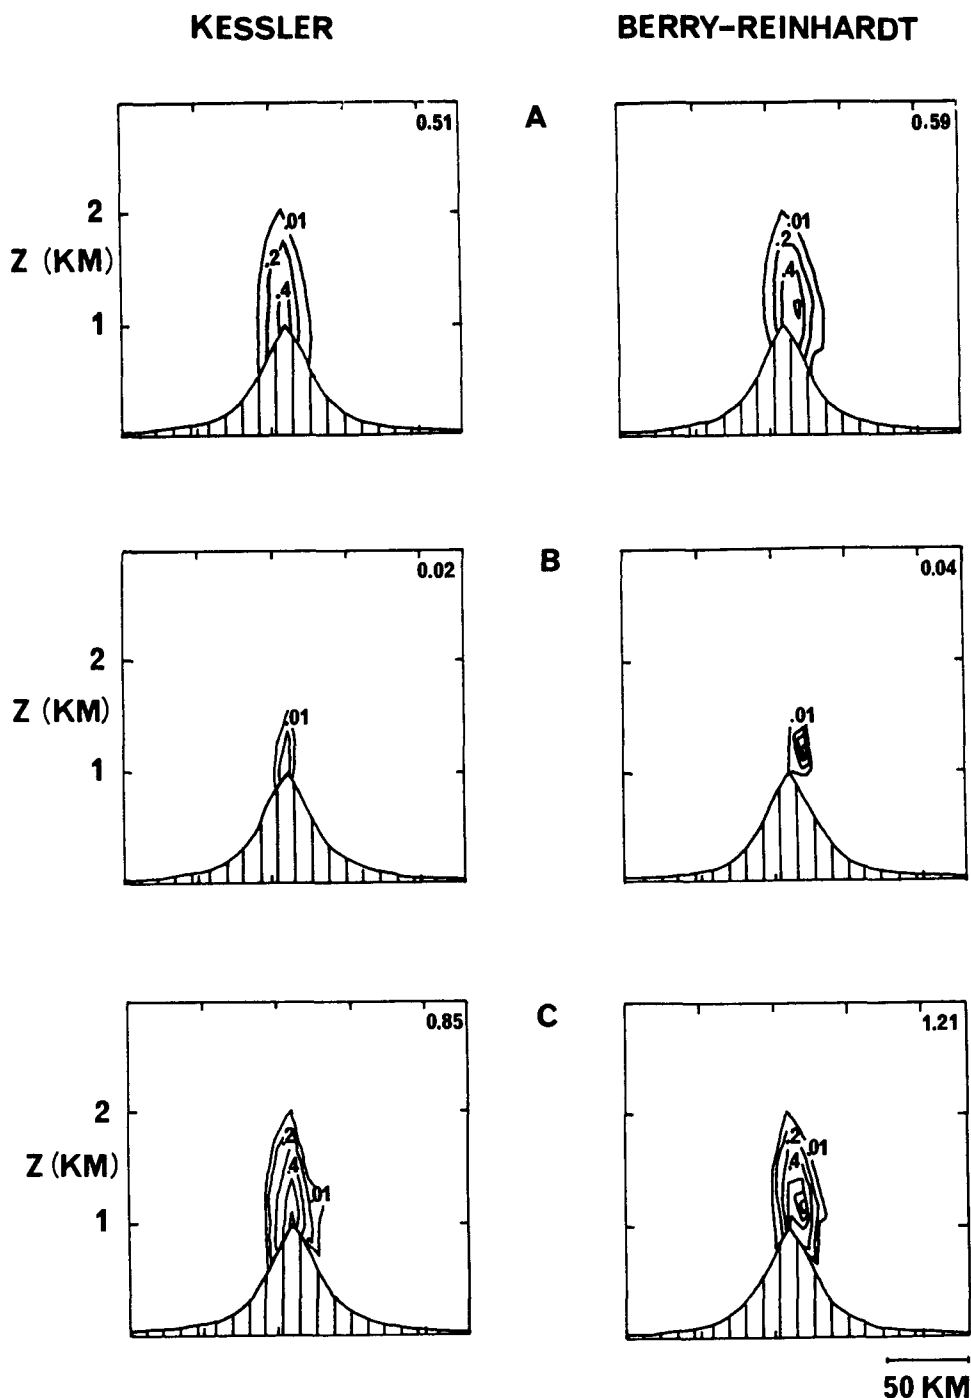 KESSLER BERRY-REINHARDT
A
0.51 0.59
2
Z (KM)
1
.01
.2
.4
.01
.2
.4
B
0.02 0.04
2
Z (KM)
1
.01
.01
C
0.85 1.21
2
Z (KM)
1
.2
.4
.01
.2
.01
.4
50 KM